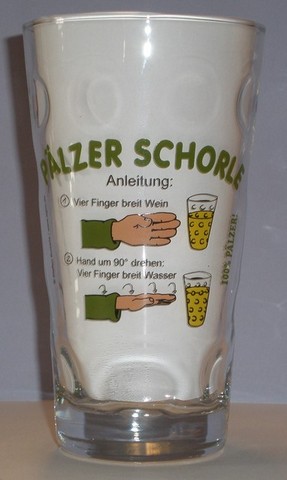 PÄLZER SCHORLE
Anleitung:
1 Vier Finger breit Wein
2 Hand um 90° drehen:
Vier Finger breit Wasser
100% PÄLZER!